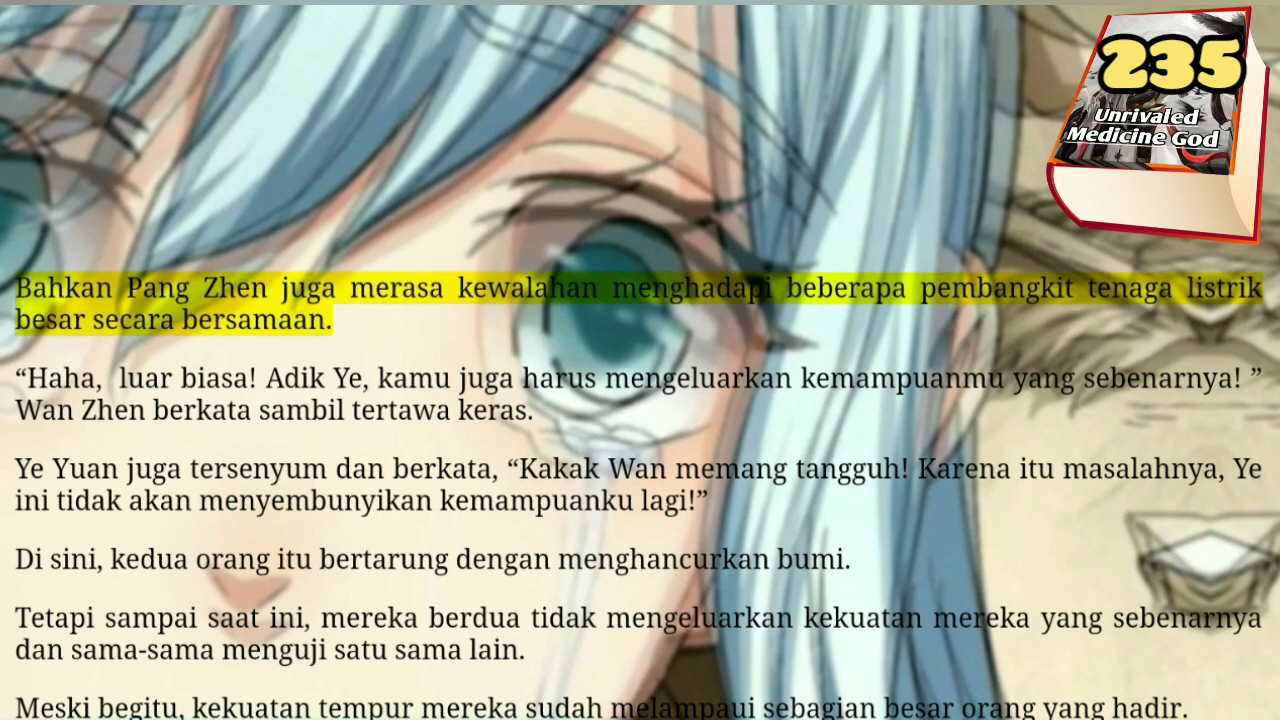 235
Unrivaled
Medicine God
Bahkan Pang Zhen juga merasa kewalahan menghadapi beberapa pembangkit tenaga listrik
besar secara bersamaan.
“Haha,  luar biasa! Adik Ye, kamu juga harus mengeluarkan kemampuanmu yang sebenarnya! ”
Wan Zhen berkata sambil tertawa keras.
Ye Yuan juga tersenyum dan berkata, “Kakak Wan memang tangguh! Karena itu masalahnya, Ye
ini tidak akan menyembunyikan kemampuanku lagi!”
Di sini, kedua orang itu bertarung dengan menghancurkan bumi.
Tetapi sampai saat ini, mereka berdua tidak mengeluarkan kekuatan mereka yang sebenarnya
dan sama-sama menguji satu sama lain.
Meski begitu, kekuatan tempur mereka sudah melampaui sebagian besar orang yang hadir.